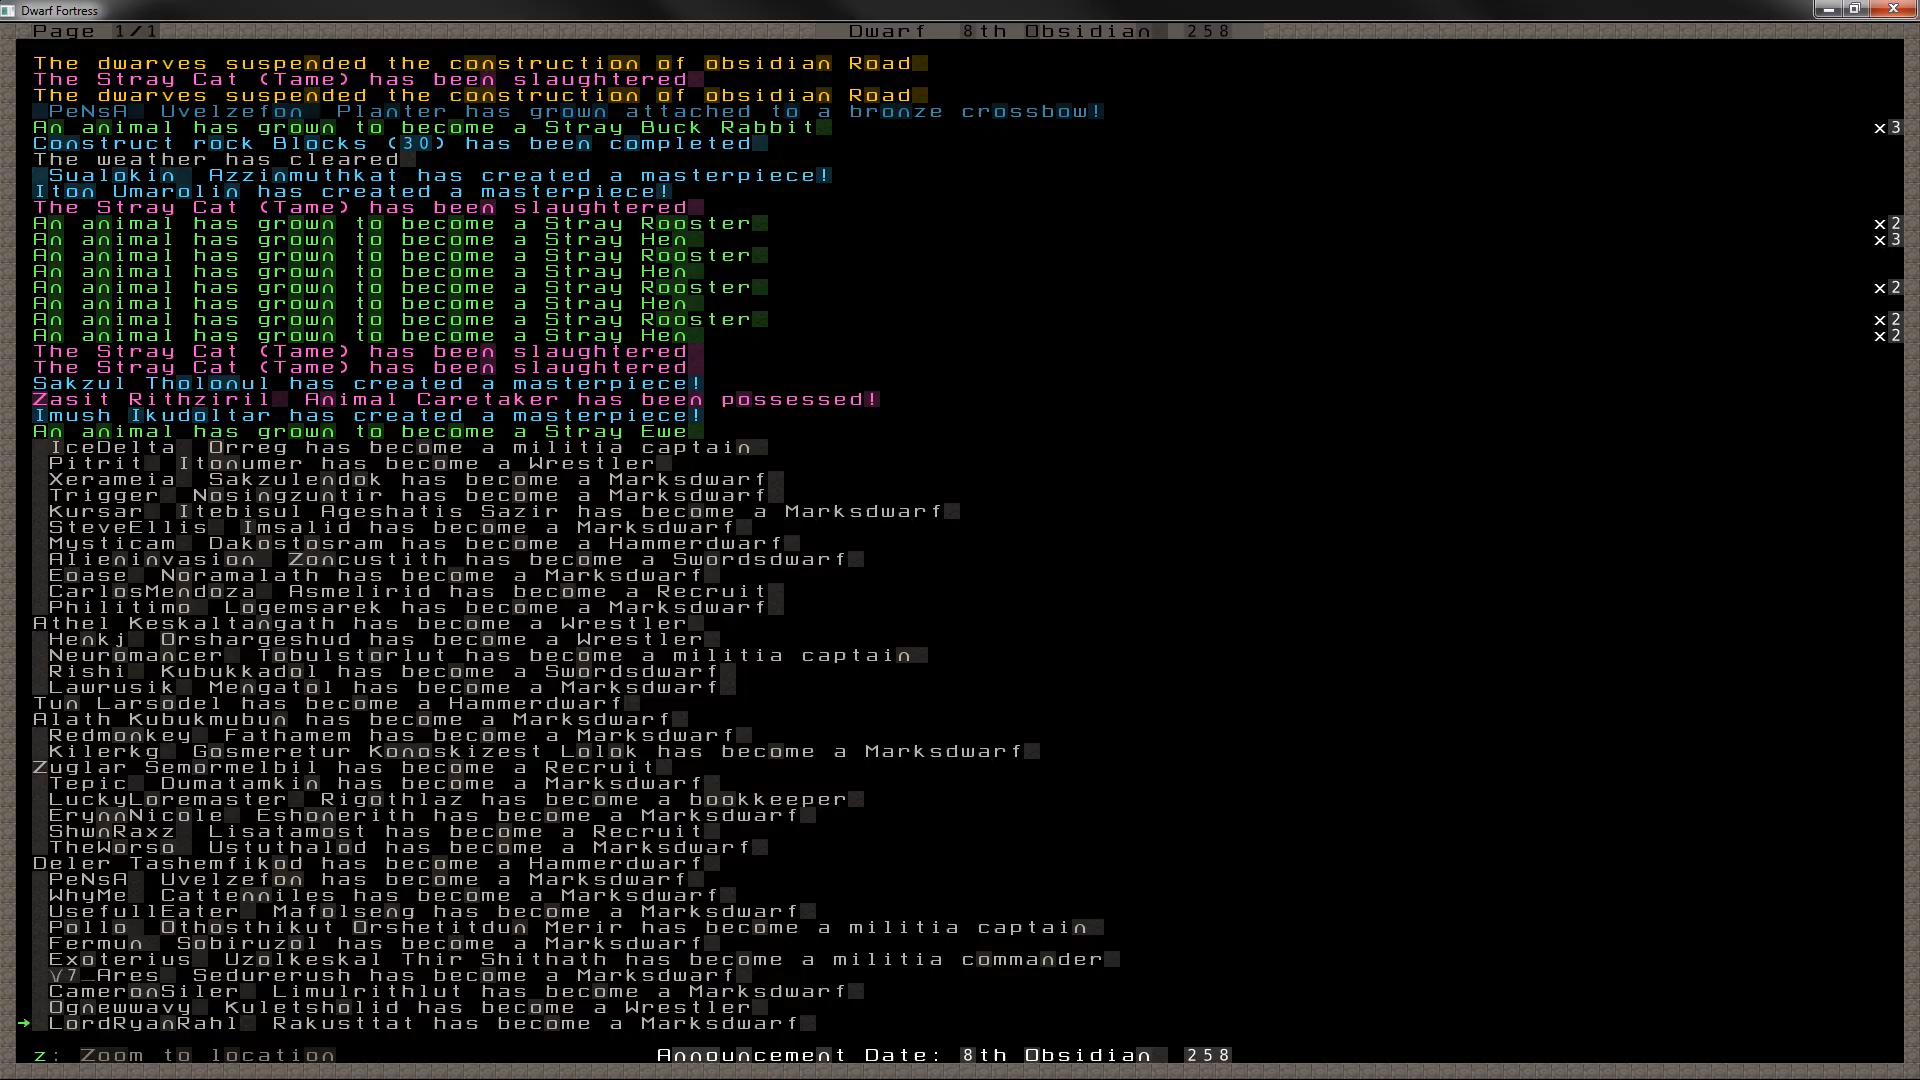 Dwarf Fortress
Page 1/1 Dwarf 8th Obsidian 258
The dwarves suspended the construction of obsidian Road
The Stray Cat (Tame) has been slaughtered
The dwarves suspended the construction of obsidian Road
PeNsA Uvelzefon Planter has grown attached to a bronze crossbow!
An animal has grown to become a Stray Buck Rabbit x3
Construct rock Blocks (30) has been completed
The weather has cleared
Sualokin Azzinmuthkat has created a masterpiece!
Iton Umarolin has created a masterpiece!
The Stray Cat (Tame) has been slaughtered
An animal has grown to become a Stray Rooster x2
An animal has grown to become a Stray Hen x3
An animal has grown to become a Stray Rooster
An animal has grown to become a Stray Hen
An animal has grown to become a Stray Rooster x2
An animal has grown to become a Stray Hen
An animal has grown to become a Stray Rooster x2
An animal has grown to become a Stray Hen x2
The Stray Cat (Tame) has been slaughtered
The Stray Cat (Tame) has been slaughtered
Sakzul Tholonul has created a masterpiece!
Zasit Rithziril Animal Caretaker has been possessed!
Imush Ikudoltar has created a masterpiece!
An animal has grown to become a Stray Ewe
IceDelta Orreg has become a militia captain
Pitrit Itonumer has become a Wrestler
Xerameia Sakzulendok has become a Marksdwarf
Trigger Nosingzuntir has become a Marksdwarf
Kursar Itebisul Ageshatis Sazir has become a Marksdwarf
SteveEllis Imsalid has become a Marksdwarf
Mysticam Dakostosram has become a Hammerdwarf
Alieninvasion Zoncustith has become a Swordsdwarf
Eoase Noramalath has become a Marksdwarf
CarlosMendoza Asmelirid has become a Recruit
Philitimo Logemsarek has become a Marksdwarf
Athel Keskaltangath has become a Wrestler
Henkj Orshargeshud has become a Wrestler
Neuromancer Tobulstorlut has become a militia captain
Rishi Kubukkadol has become a Swordsdwarf
Lawrusik Mengatol has become a Marksdwarf
Tun Larsodel has become a Hammerdwarf
Alath Kubukmubun has become a Marksdwarf
Redmonkey Fathamem has become a Marksdwarf
Kilerkg Gosmeretur Konoskizest Lolok has become a Marksdwarf
Zuglar Semormelbil has become a Recruit
Tepic Dumatamkin has become a Marksdwarf
LuckyLoremaster Rigothlaz has become a bookkeeper
ErynnNicole Eshonerith has become a Marksdwarf
ShwnRaxz Lisatamost has become a Recruit
TheWorso Ustuthalod has become a Marksdwarf
Deler Tashemfikod has become a Hammerdwarf
PeNsA Uvelzefon has become a Marksdwarf
WhyMe Cattenniles has become a Marksdwarf
UsefullEater Mafolseng has become a Marksdwarf
Pollo Othosthikut Orshetitdun Merir has become a militia captain
Fermun Sobiruzol has become a Marksdwarf
Exoterius Uzolkeskal Thir Shithath has become a militia commander
V7_Ares Sedurerush has become a Marksdwarf
CameronSiler Limulrithlut has become a Marksdwarf
Ognewwavy Kuletsholid has become a Wrestler
LordRyanRahl Rakusttat has become a Marksdwarf
z: Zoom to location Announcement Date: 8th Obsidian 258